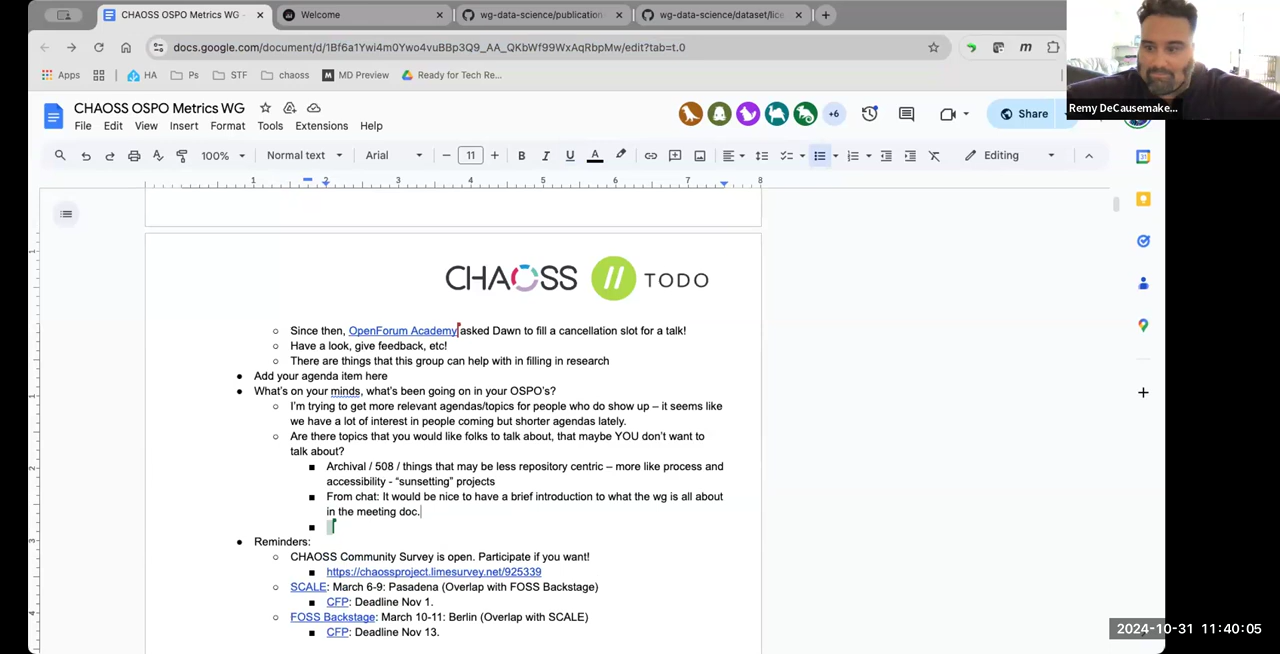 CHAOSS OSPO Metrics WG -
Welcome
wg-data-science/publication
wg-data-science/dataset/lice
docs.google.com/document/d/1Bf6a1Ywi4m0Ywo4vuBBp3Q9_AA_QKbWf99WxAqRbpMw/edit?tab=t.0
Apps HA Ps STF chaoss MD Preview Ready for Tech Re...
Remy DeCausemake...
CHAOSS OSPO Metrics WG
File Edit View Insert Format Tools Extensions Help
+6
Share
100% Normal text Arial 11 Editing
1 2 3 4 5 6 7 8
CHAOSS TODO
Since then, OpenForum Academy asked Dawn to fill a cancellation slot for a talk!
Have a look, give feedback, etc!
There are things that this group can help with in filling in research
Add your agenda item here
What's on your minds, what's been going on in your OSPO's?
I'm trying to get more relevant agendas/topics for people who do show up – it seems like
we have a lot of interest in people coming but shorter agendas lately.
Are there topics that you would like folks to talk about, that maybe YOU don't want to
talk about?
Archival / 508 / things that may be less repository centric – more like process and
accessibility - “sunsetting” projects
From chat: It would be nice to have a brief introduction to what the wg is all about
in the meeting doc.
Reminders:
CHAOSS Community Survey is open. Participate if you want!
https://chaossproject.limesurvey.net/925339
SCALE: March 6-9: Pasadena (Overlap with FOSS Backstage)
CFP: Deadline Nov 1.
FOSS Backstage: March 10-11: Berlin (Overlap with SCALE)
CFP: Deadline Nov 13.
2024-10-31 11:40:05